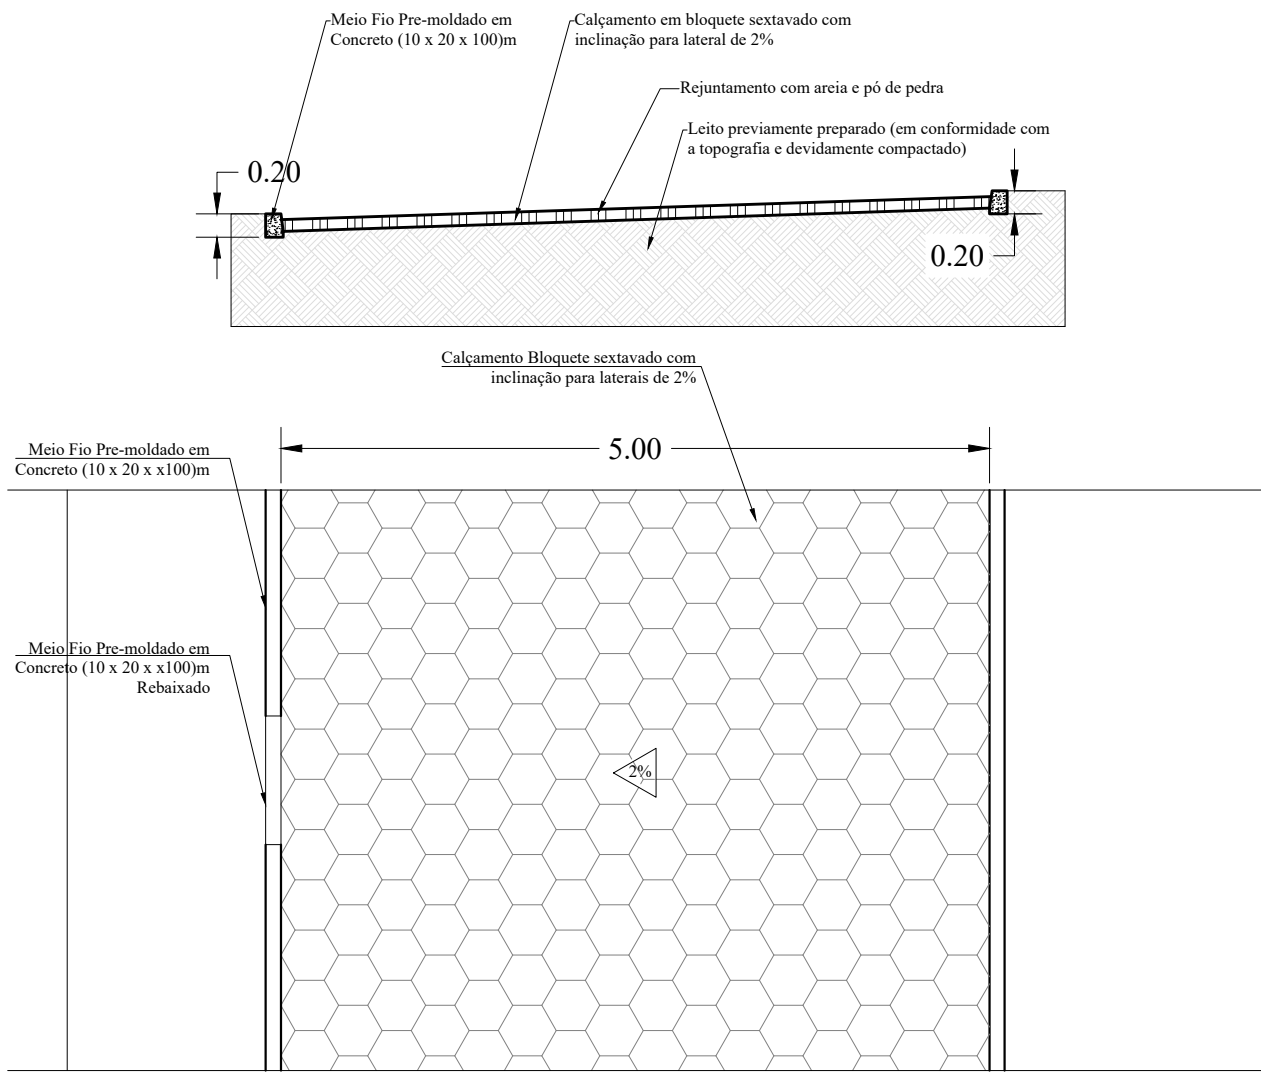 Meio Fio Pre-moldado em
Concreto (10 x 20 x 100)m
Calçamento em bloquete sextavado com
inclinação para lateral de 2%
Rejuntamento com areia e pó de pedra
Leito previamente preparado (em conformidade com
a topografia e devidamente compactado)
0.20
0.20
Calçamento Bloquete sextavado com
inclinação para laterais de 2%
5.00
Meio Fio Pre-moldado em
Concreto (10 x 20 x x100)m
Meio Fio Pre-moldado em
Concreto (10 x 20 x x100)m
Rebaixado
2%